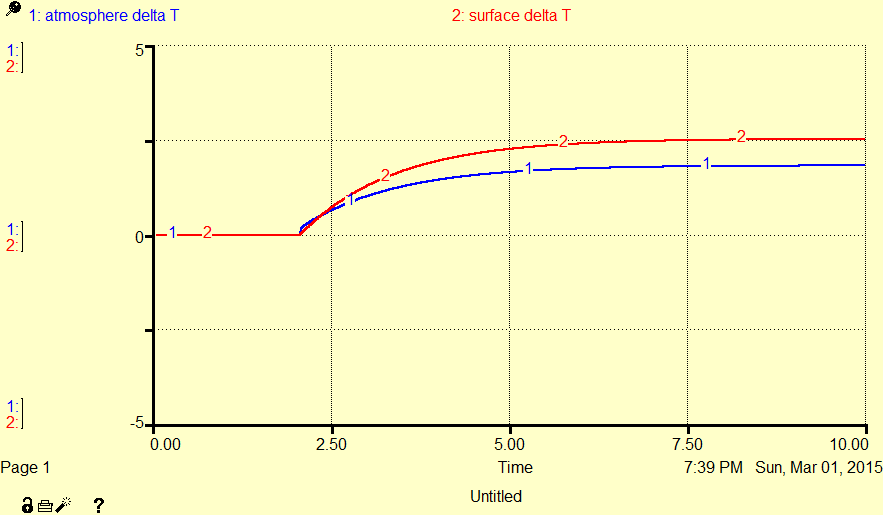 1: atmosphere delta T 2: surface delta T
1:
2:
5
1:
2:
0
1:
2:
-5
1 2 1 2 1 2 1 2
0.00 2.50 5.00 7.50 10.00
Page 1 Time 7:39 PM Sun, Mar 01, 2015
Untitled
?